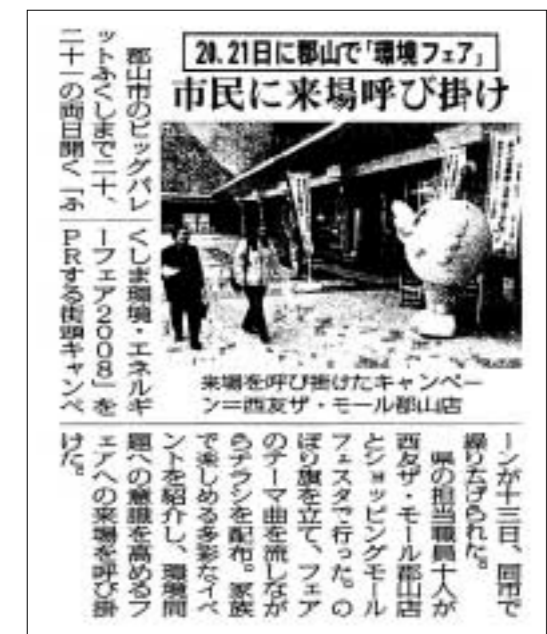 20、21日に郡山で「環境フェア」
市民に来場呼び掛け
郡山市のビッグパレ
ットふくしまで二十、
二十一の両日開く「ふ
くしま環境・エネルギ
ーフェア2008」を
PRする街頭キャンペ
ーンが十三日、同市で
繰り広げられた。
県の担当職員十人が
西友ザ・モール郡山店
とショッピングモール
フェスタで行った。の
ぼり旗を立て、フェア
のテーマ曲を流しなが
らチラシを配布。家族
で楽しめる多彩なイベ
ントを紹介し、環境問
題への意識を高めるフ
ェアへの来場を呼び掛
けた。
来場を呼び掛けたキャンペー
ン=西友ザ・モール郡山店